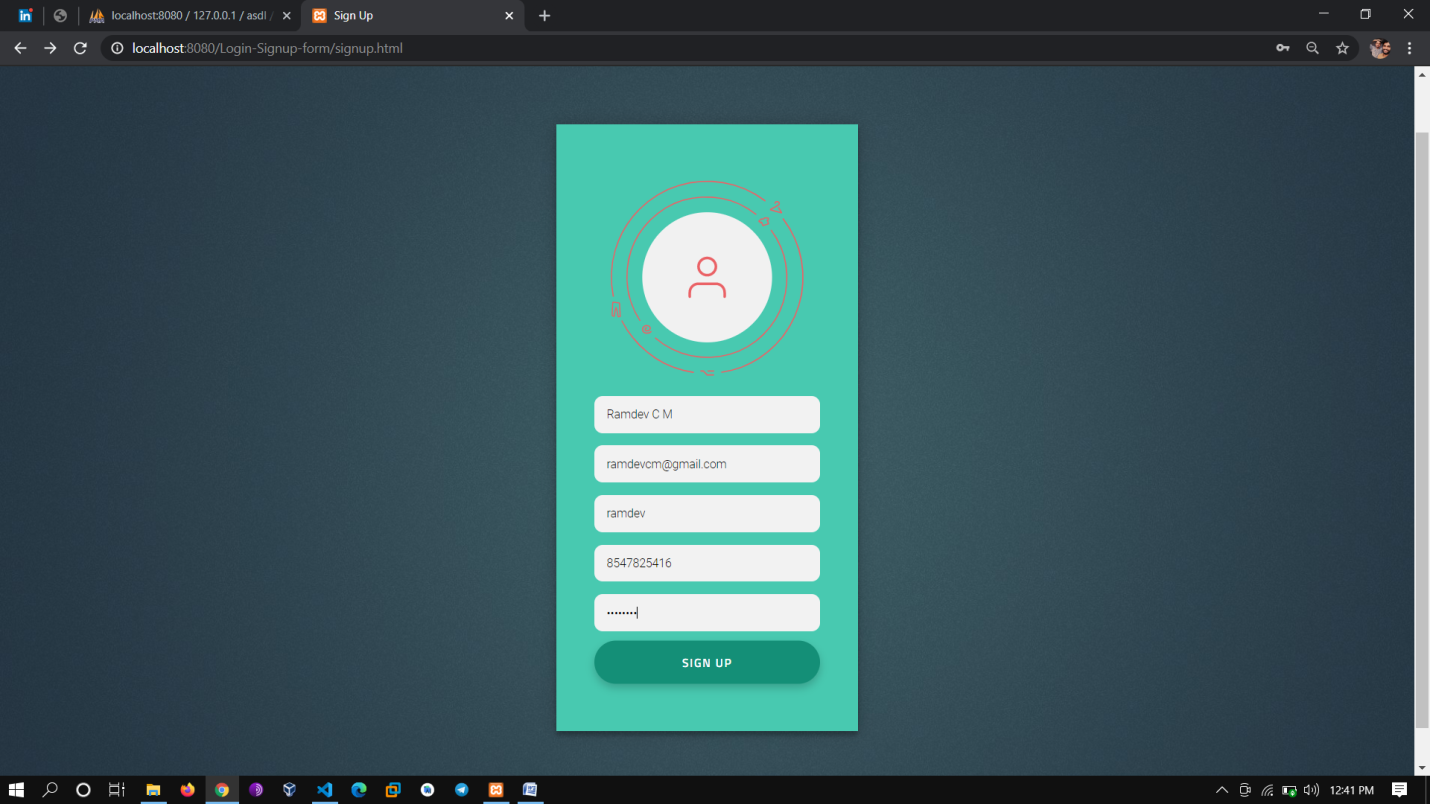 localhost:8080 / 127.0.0.1 / asdl /
Sign Up
localhost:8080/Login-Signup-form/signup.html
Ramdev C M
ramdevcm@gmail.com
ramdev
8547825416
••••••••
SIGN UP
12:41 PM